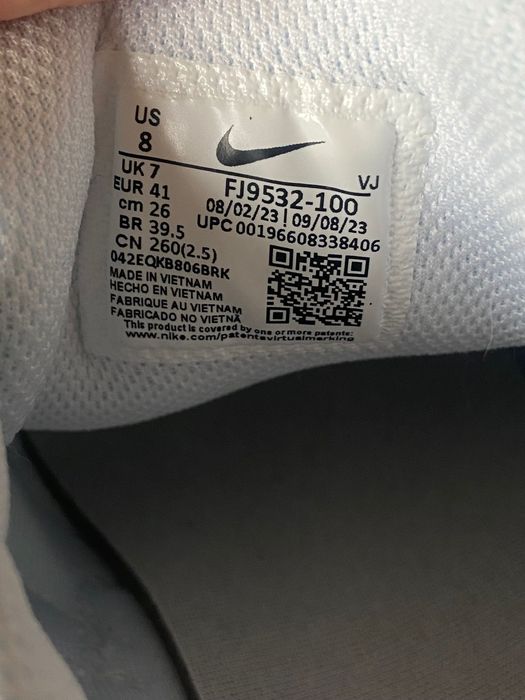 US
8
VJ
UK 7
EUR 41
cm 26
BR 39,5
CN 260(2.5)
FJ9532-100
08/02/23 | 09/08/23
UPC 00196608338406
042EQKB806BRK
MADE IN VIETNAM
HECHO EN VIETNAM
FABRIQUE AU VIETNAM
FABRICADO NO VIETNÃ
This product is covered by one or more patents:
www.nike.com/patentsvirtualmarking